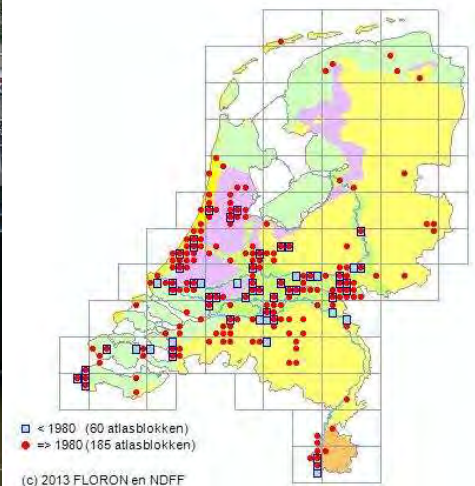 < 1980 (60 atlasblokken)
=> 1980 (185 atlasblokken)
(c) 2013 FLORON en NDFF